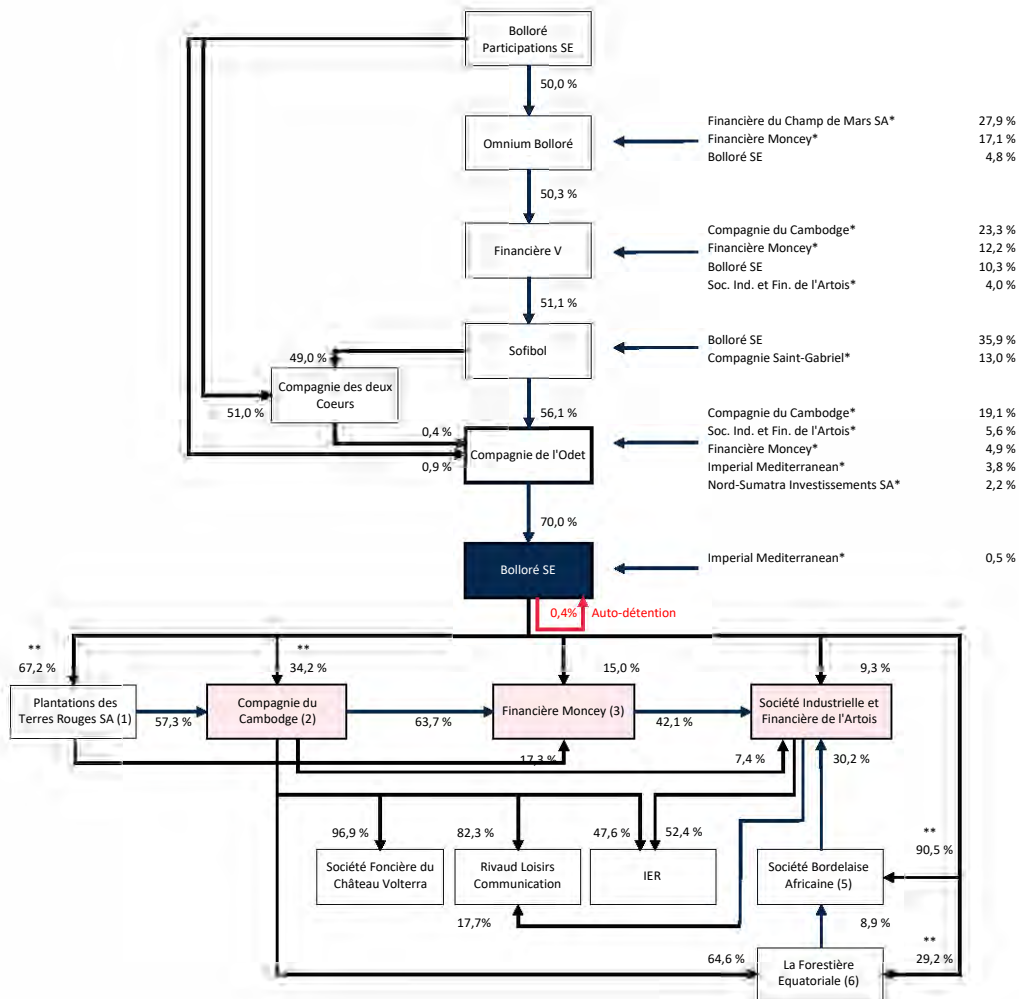 Bolloré
Participations SE
50,0 %
Omnium Bolloré
Financière du Champ de Mars SA* 27,9 %
Financière Moncey* 17,1 %
Bolloré SE 4,8 %
50,3 %
Financière V
Compagnie du Cambodge* 23,3 %
Financière Moncey* 12,2 %
Bolloré SE 10,3 %
Soc. Ind. et Fin. de l'Artois* 4,0 %
51,1 %
Sofibol
Bolloré SE 35,9 %
Compagnie Saint-Gabriel* 13,0 %
49,0 %
Compagnie des deux
Coeurs
51,0 %
56,1 %
0,4 %
0,9 %
Compagnie de l'Odet
Compagnie du Cambodge* 19,1 %
Soc. Ind. et Fin. de l'Artois* 5,6 %
Financière Moncey* 4,9 %
Imperial Mediterranean* 3,8 %
Nord-Sumatra Investissements SA* 2,2 %
70,0 %
Bolloré SE
Imperial Mediterranean* 0,5 %
0,4% Auto-détention
** **
67,2 % 34,2 % 15,0 % 9,3 %
Plantations des
Terres Rouges SA (1)
57,3 %
Compagnie du
Cambodge (2)
63,7 %
Financière Moncey (3)
42,1 %
Société Industrielle et
Financière de l'Artois
17,3 % 7,4 % 30,2 %
96,9 % 82,3 % 47,6 % 52,4 %
**
90,5 %
Société Foncière du
Château Volterra
Rivaud Loisirs
Communication
IER
Société Bordelaise
Africaine (5)
17,7%
8,9 %
**
64,6 % 29,2 %
La Forestière
Equatoriale (6)